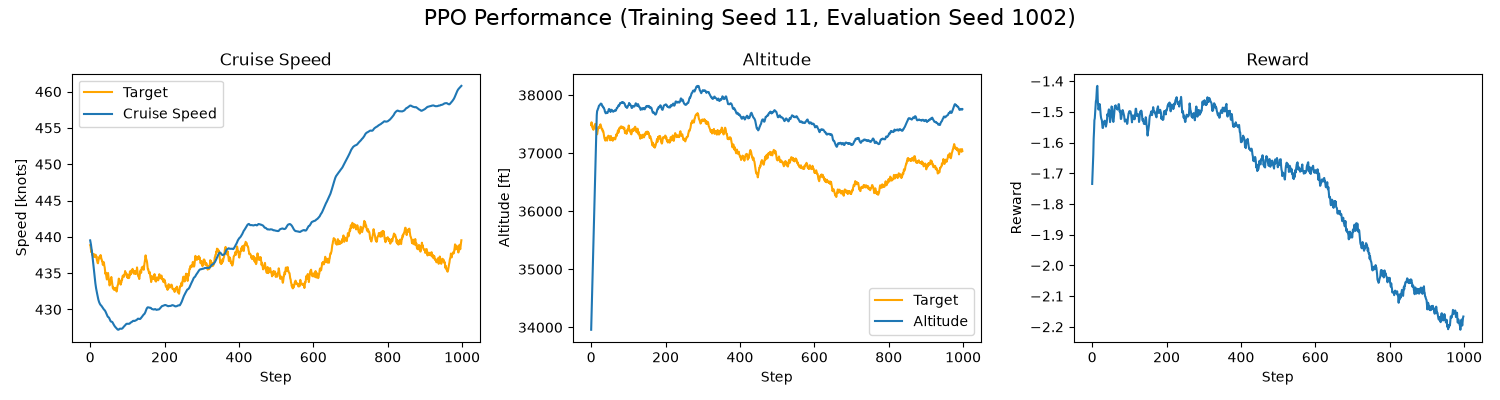 PPO Performance (Training Seed 11, Evaluation Seed 1002)
Cruise Speed
Speed [knots]
460
455
450
445
440
435
430
Target
Cruise Speed
0 200 400 600 800 1000
Step
Altitude
Altitude [ft]
38000
37000
36000
35000
34000
Target
Altitude
0 200 400 600 800 1000
Step
Reward
Reward
−1.4
−1.5
−1.6
−1.7
−1.8
−1.9
−2.0
−2.1
−2.2
0 200 400 600 800 1000
Step